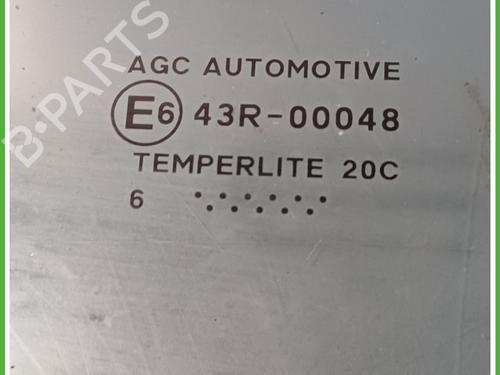 B-PARTS
AGC AUTOMOTIVE
E6 43R-00048
TEMPERLITE 20C
6